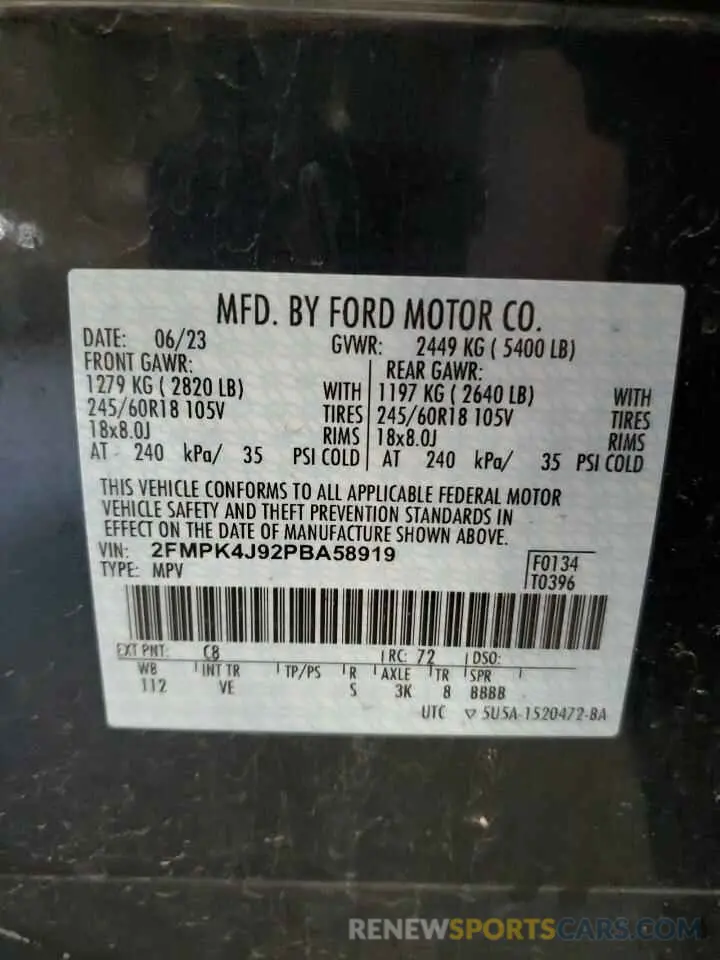 MFD. BY FORD MOTOR CO.
DATE: 06/23 GVWR: 2449 KG ( 5400 LB)
FRONT GAWR: REAR GAWR:
1279 KG ( 2820 LB) WITH 1197 KG ( 2640 LB) WITH
245/60R18 105V TIRES 245/60R18 105V TIRES
18x8.0J RIMS 18x8.0J RIMS
AT 240 kPa/ 35 PSI COLD AT 240 kPa/ 35 PSI COLD
THIS VEHICLE CONFORMS TO ALL APPLICABLE FEDERAL MOTOR
VEHICLE SAFETY AND THEFT PREVENTION STANDARDS IN
EFFECT ON THE DATE OF MANUFACTURE SHOWN ABOVE.
VIN: 2FMPK4J92PBA58919 F0134
TYPE: MPV T0396
EXT PNT: C8 RC: 72 DSO:
WB INT TR TP/PS R AXLE TR SPR
112 VE S 3K 8 BBBB
UTC ▽ 5U5A-1520472-BA
RENEWSPORTSCARS.COM